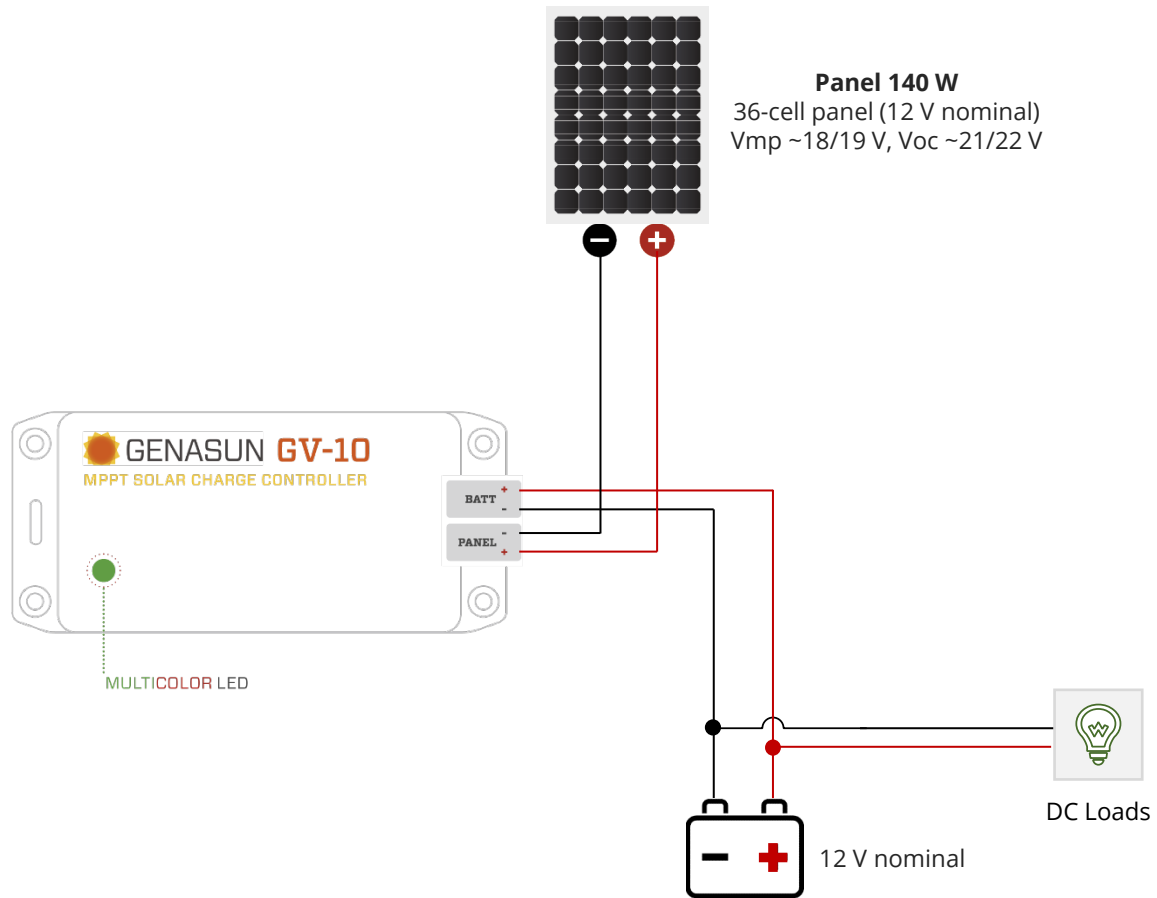 Panel 140 W
36-cell panel (12 V nominal)
Vmp ~18/19 V, Voc ~21/22 V
− +
GENASUN GV-10
MPPT SOLAR CHARGE CONTROLLER
BATT + -
PANEL - +
MULTICOLOR LED
DC Loads
− +
12 V nominal